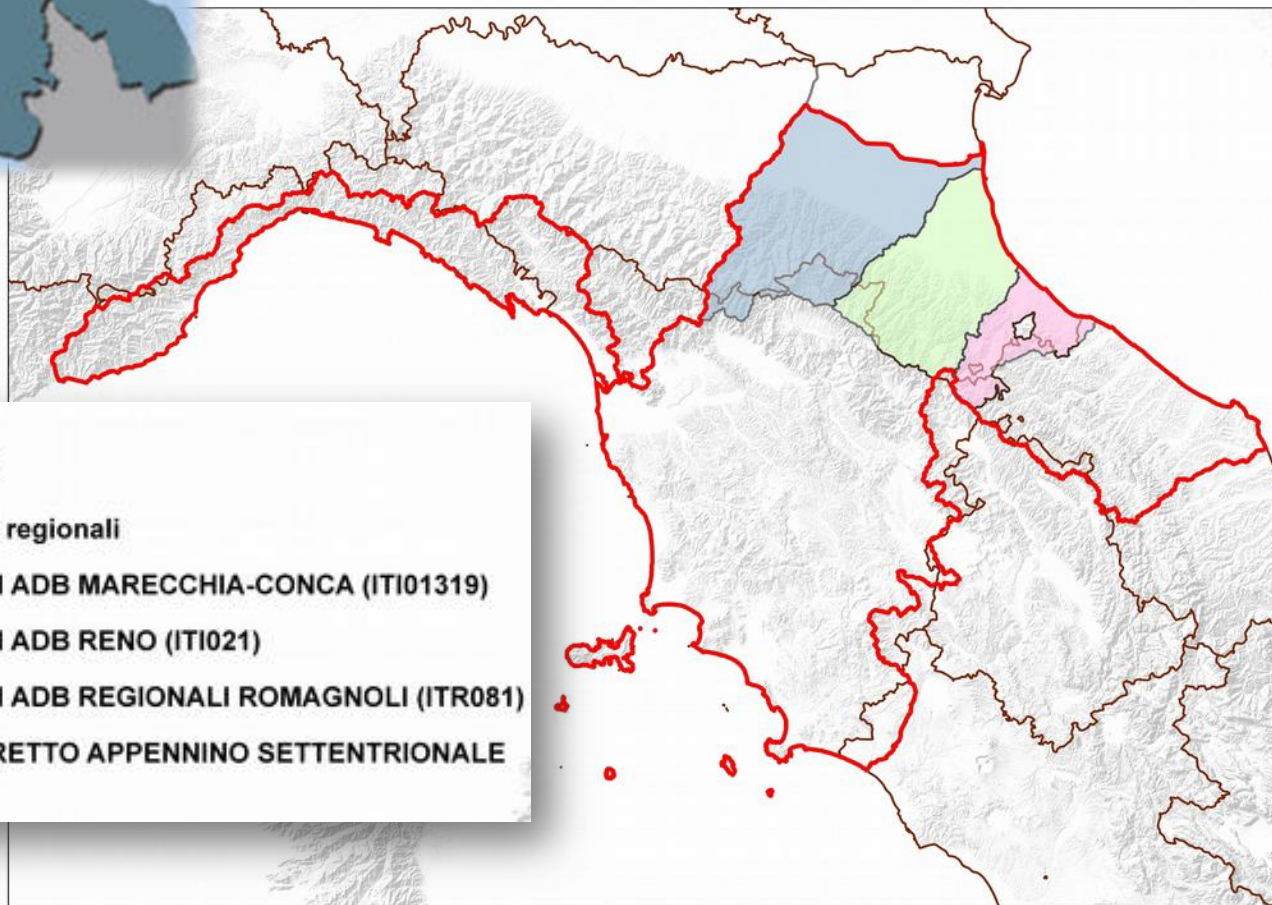 regionali
ADB MARECCHIA-CONCA (ITI01319)
ADB RENO (ITI021)
ADB REGIONALI ROMAGNOLI (ITR081)
RETTO APPENNINO SETTENTRIONALE